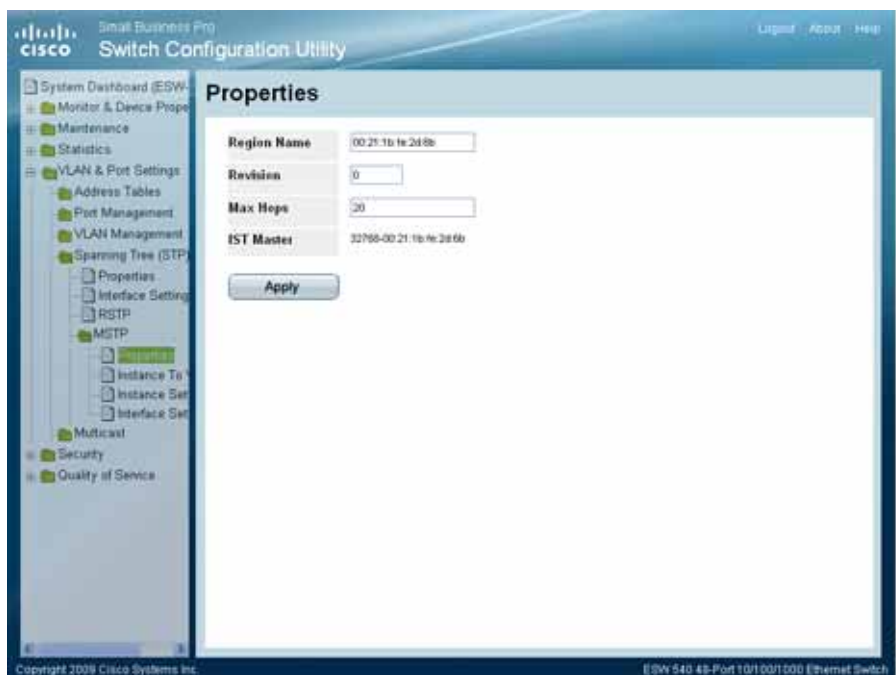 Small Business Pro
cisco Switch Configuration Utility
Logout About Help
System Dashboard (ESW-
Monitor & Device Prope
Maintenance
Statistics
VLAN & Port Settings
Address Tables
Port Management
VLAN Management
Spanning Tree (STP)
Properties
Interface Setting
RSTP
MSTP
Properties
Instance To V
Instance Set
Interface Set
Multicast
Security
Quality of Service
Properties
Region Name 00:21:1b:fe:2d:6b
Revision 0
Max Hops 20
IST Master 32768-00:21:1b:fe:2d:6b
Apply
Copyright 2009 Cisco Systems Inc.
ESW 540 48-Port 10/100/1000 Ethernet Switch